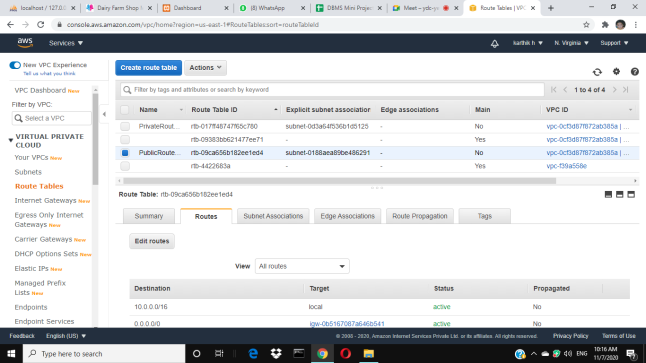 localhost / 127.0.
Dairy Farm Shop M
Dashboard
(8) WhatsApp
DBMS Mini Projec
Meet – ydc-y
Route Tables | VPC
console.aws.amazon.com/vpc/home?region=us-east-1#RouteTables:sort=routeTableId
aws
Services
karthik h
N. Virginia
Support
New VPC Experience
Tell us what you think
Create route table
Actions
VPC Dashboard New
Filter by VPC:
Select a VPC
VIRTUAL PRIVATE
CLOUD
Your VPCs New
Subnets
Route Tables
Internet Gateways New
Egress Only Internet
Gateways New
Carrier Gateways New
DHCP Options Sets New
Elastic IPs New
Managed Prefix
Lists New
Endpoints
Endpoint Services
Filter by tags and attributes or search by keyword
1 to 4 of 4
Name Route Table ID Explicit subnet association Edge associations Main VPC ID
PrivateRout... rtb-017ff48747f65c780 subnet-0d3a64f536b1d5125 - No vpc-0cf3d87f872ab385a | ...
rtb-09383bb621477ee71 - - Yes vpc-0cf3d87f872ab385a | ...
PublicRoute... rtb-09ca656b182ee1ed4 subnet-0188aea89be486291 - No vpc-0cf3d87f872ab385a | ...
rtb-4422683a - - Yes vpc-f39a556e
Route Table: rtb-09ca656b182ee1ed4
Summary
Routes
Subnet Associations
Edge Associations
Route Propagation
Tags
Edit routes
View All routes
Destination Target Status Propagated
10.0.0.0/16 local active No
0.0.0.0/0 igw-0b5167087a646b541 active No
Feedback English (US)
© 2008 - 2020, Amazon Internet Services Private Ltd. or its affiliates. All rights reserved. Privacy Policy Terms of Use
Type here to search
ENG
10:16 AM
11/7/2020